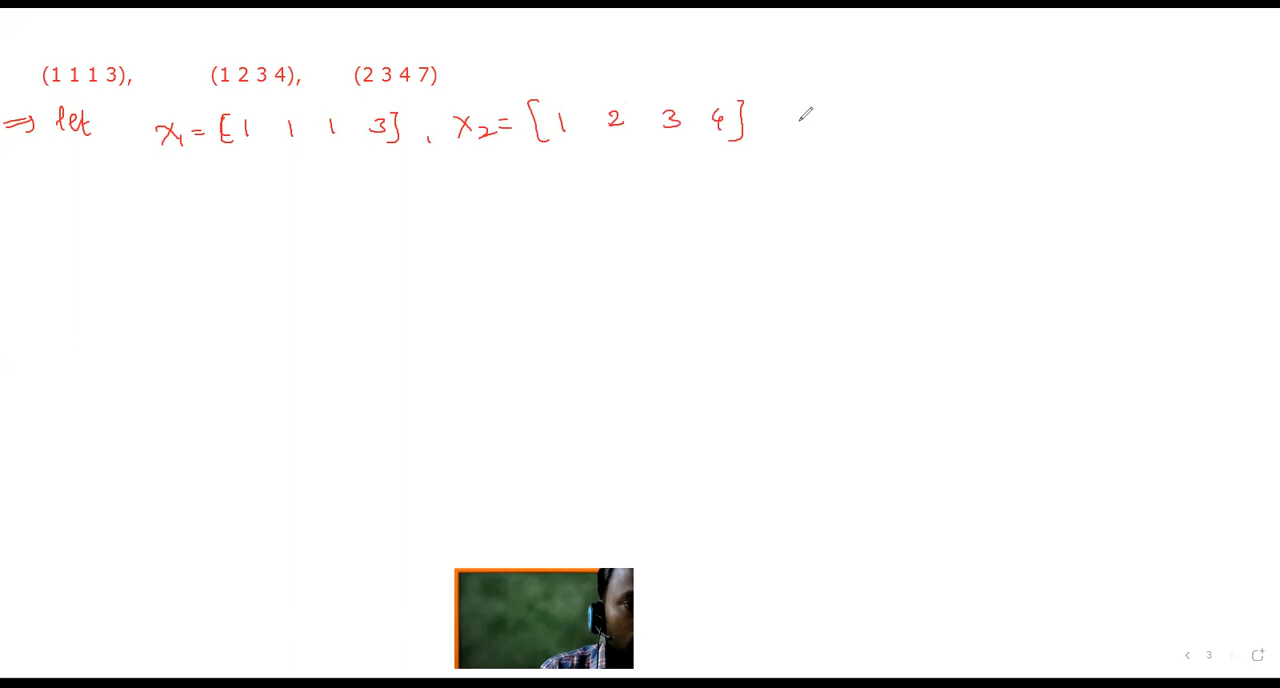 (1 1 1 3), (1 2 3 4), (2 3 4 7)
⇒ let x₁ = [1 1 1 3], x₂ = [1 2 3 4]
3